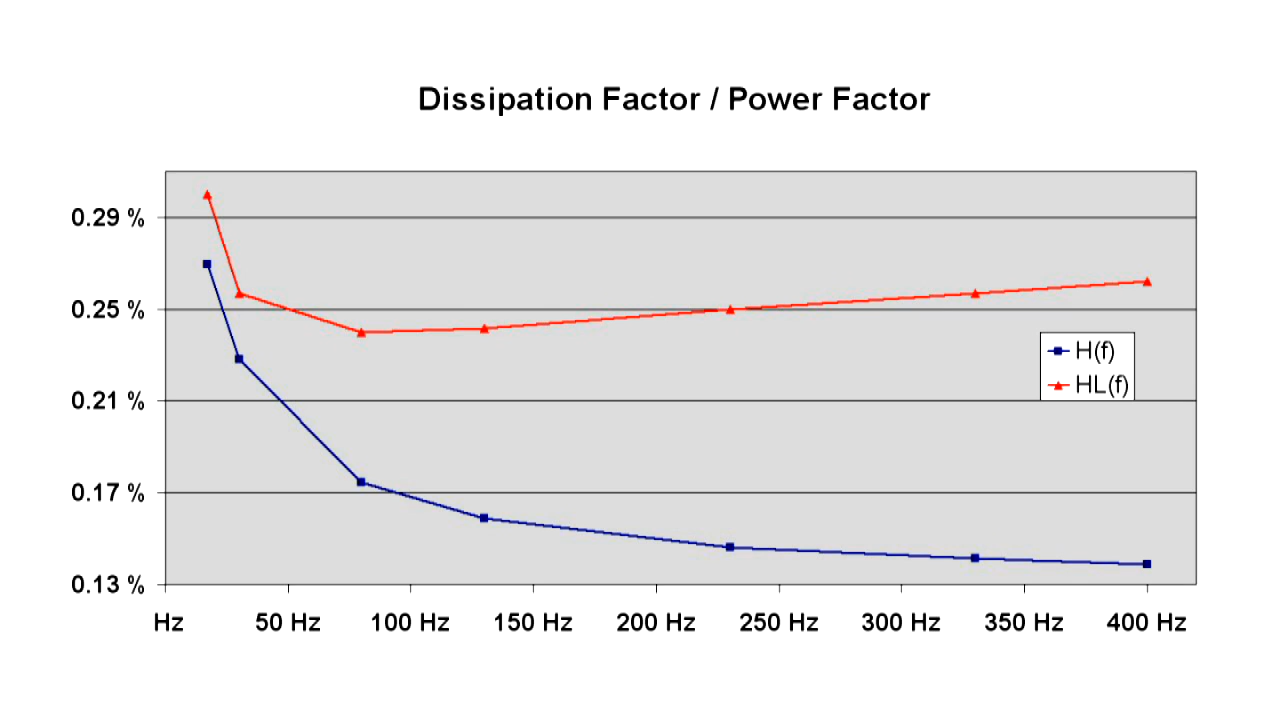 Dissipation Factor / Power Factor
0.29 %
0.25 %
0.21 %
0.17 %
0.13 %
H(f)
HL(f)
Hz 50 Hz 100 Hz 150 Hz 200 Hz 250 Hz 300 Hz 350 Hz 400 Hz